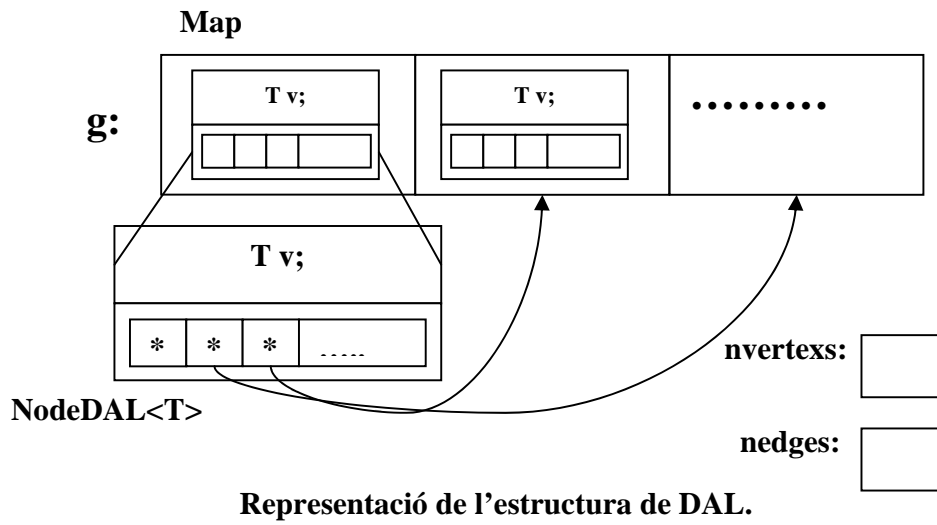 Map
g:
T v;
T v;
.........
T v;
* * * .....
nvertexs:
NodeDAL<T>
nedges:
Representació de l'estructura de DAL.